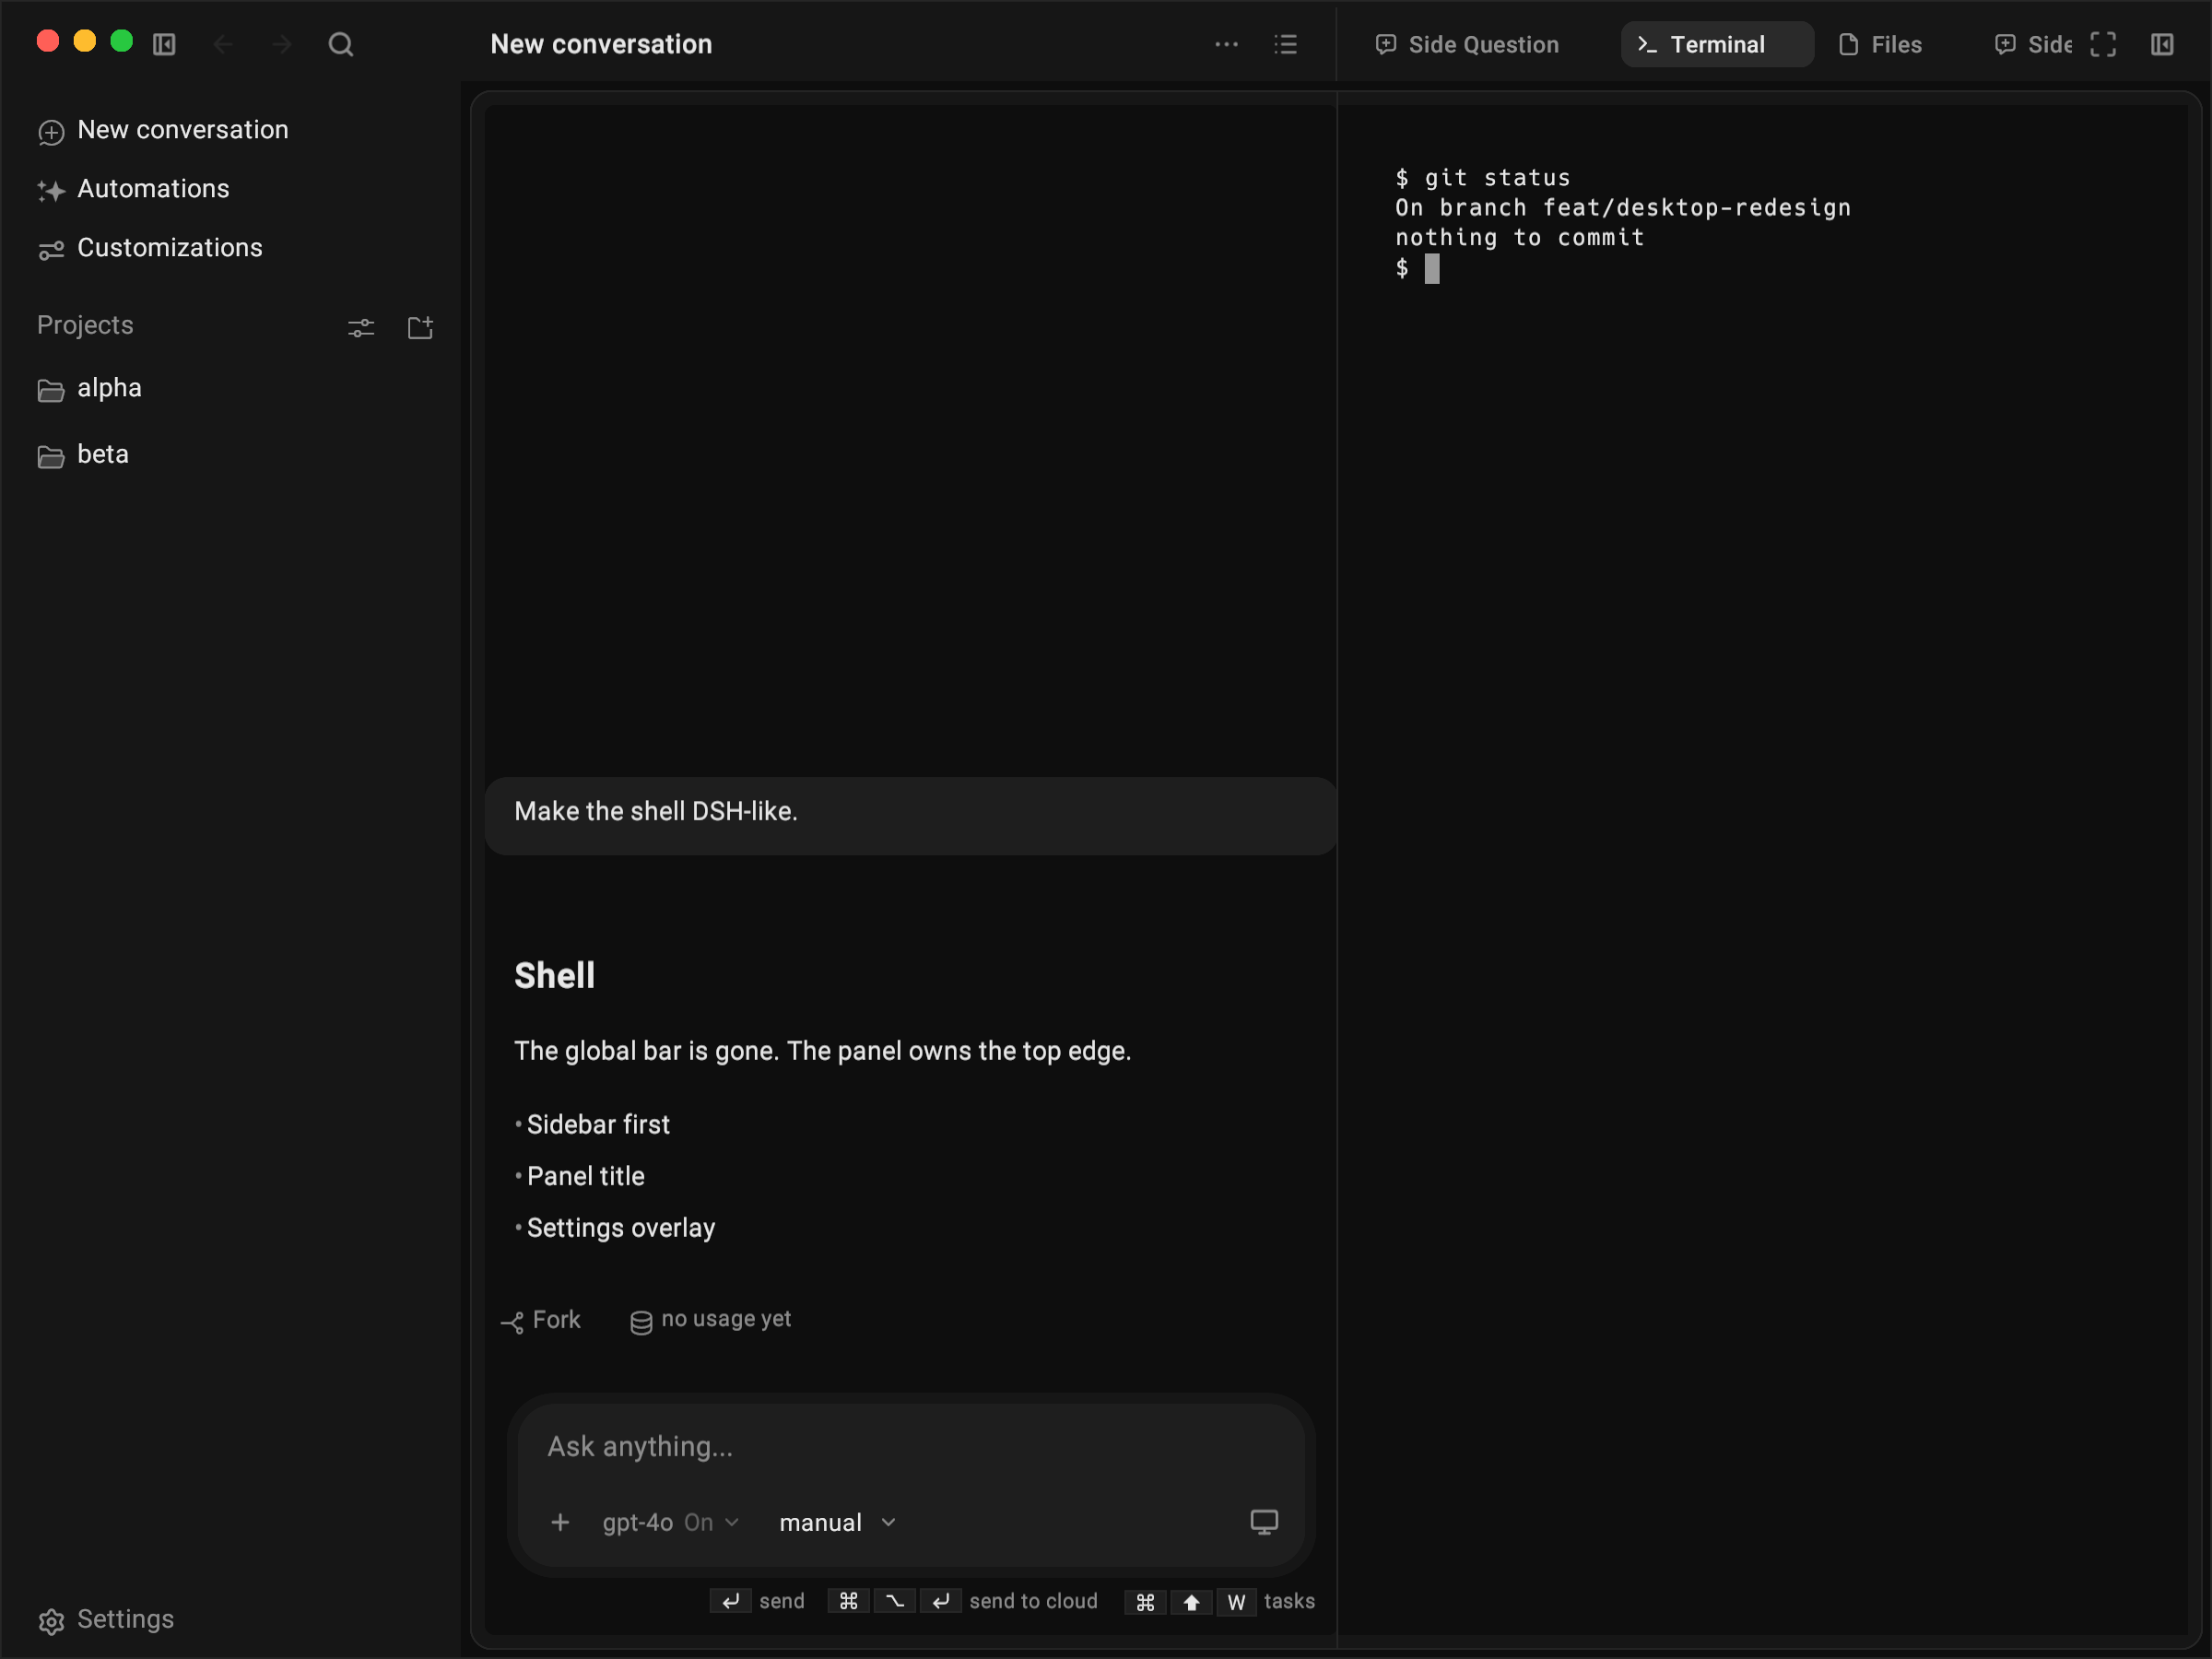 New conversation
Side Question
Terminal
Files
Side
New conversation
Automations
Customizations
Projects
alpha
beta
Settings
Make the shell DSH-like.
Shell
The global bar is gone. The panel owns the top edge.
• Sidebar first
• Panel title
• Settings overlay
Fork no usage yet
Ask anything...
gpt-4o On manual
↵ send ⌘ ⌥ ↵ send to cloud ⌘ ⬆ W tasks
$ git status
On branch feat/desktop-redesign
nothing to commit
$